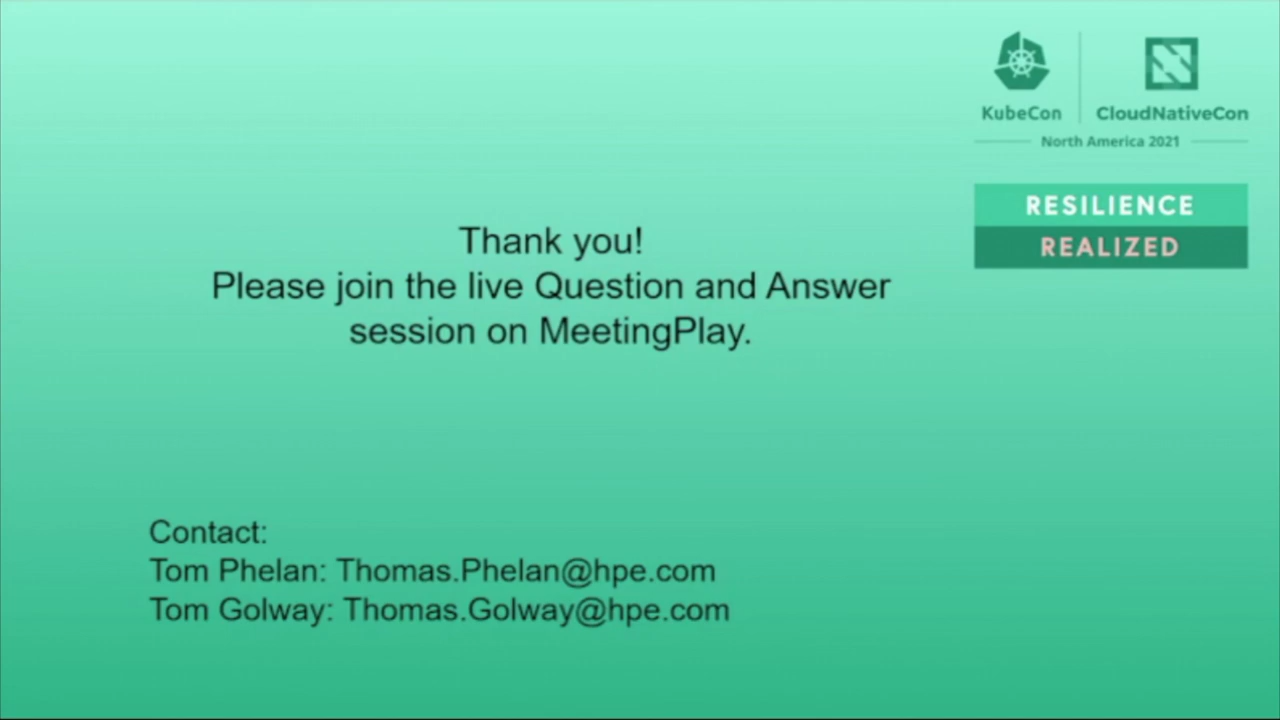 KubeCon
CloudNativeCon
North America 2021
RESILIENCE
REALIZED
Thank you!
Please join the live Question and Answer
session on MeetingPlay.
Contact:
Tom Phelan: Thomas.Phelan@hpe.com
Tom Golway: Thomas.Golway@hpe.com